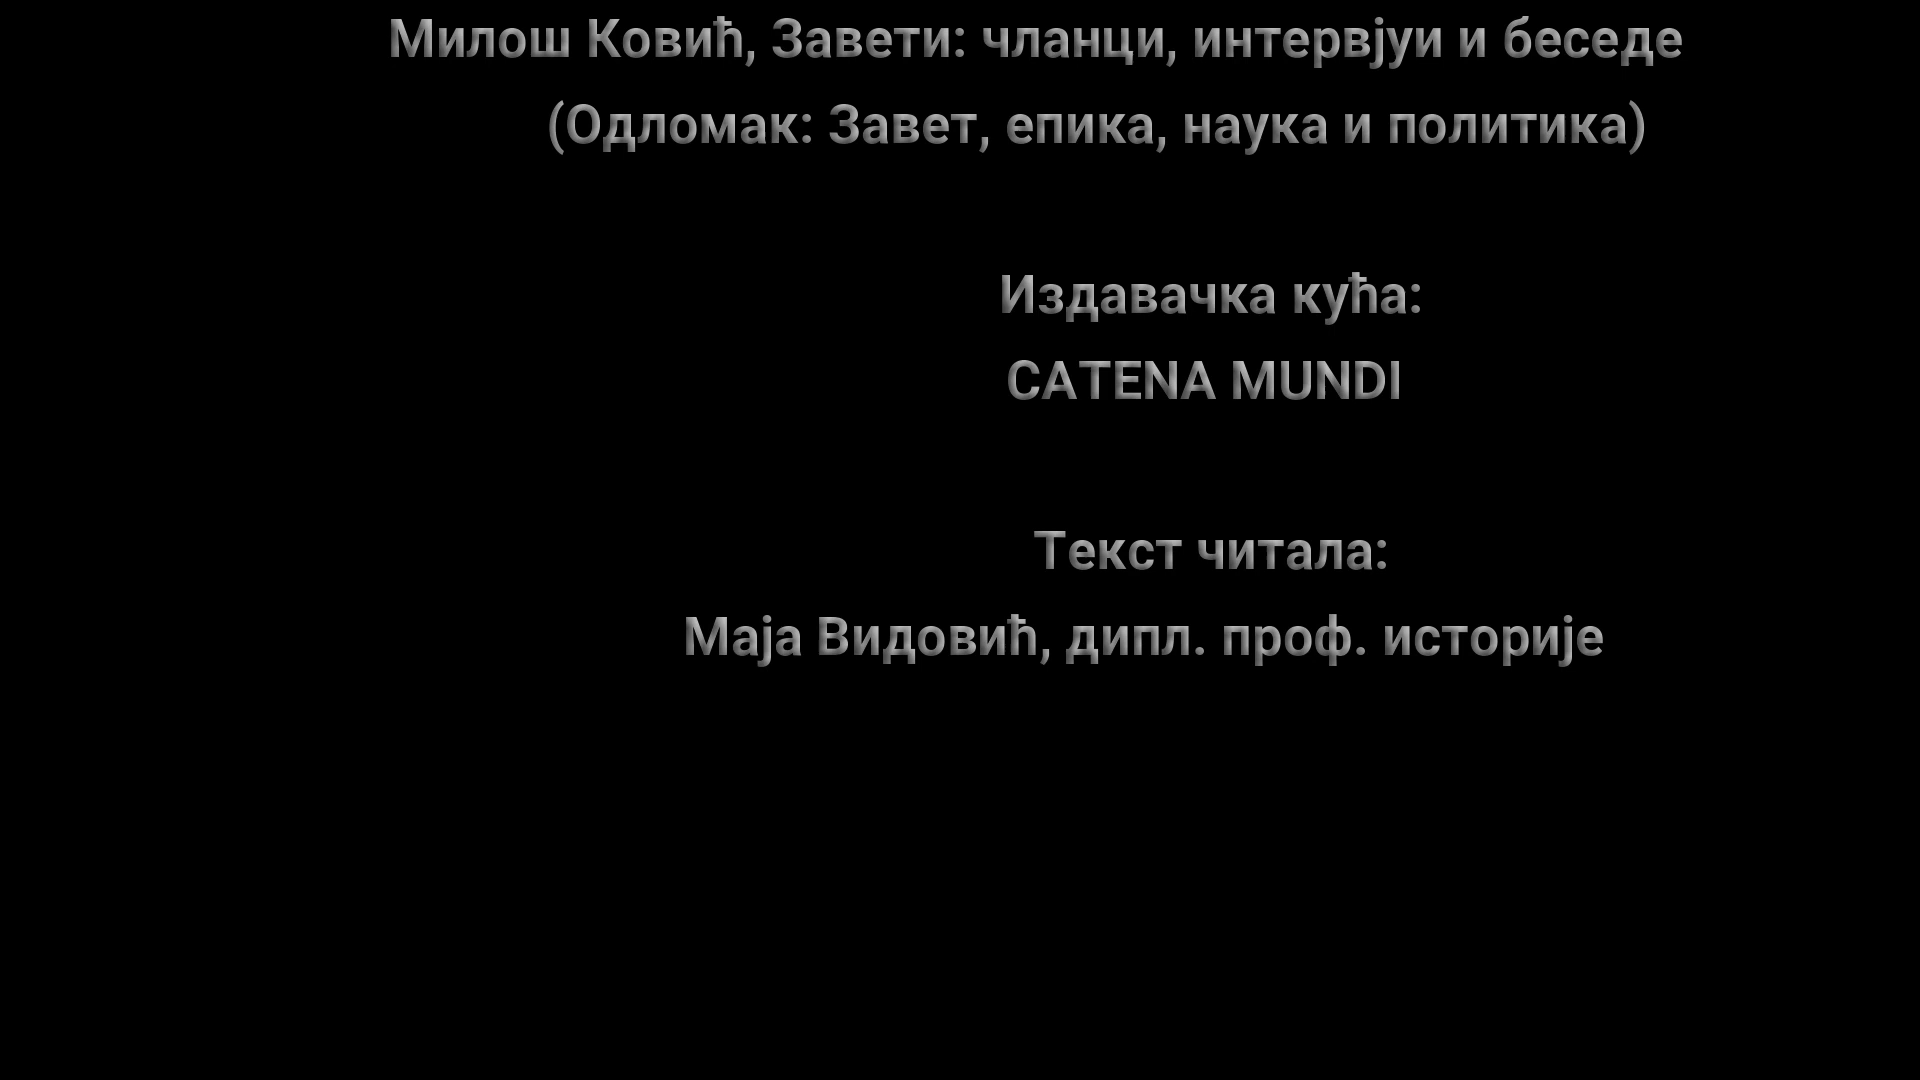 Милош Ковић, Завети: чланци, интервјуи и беседе
(Одломак: Завет, епика, наука и политика)
Издавачка кућа:
CATENA MUNDI
Текст читала:
Маја Видовић, дипл. проф. историје